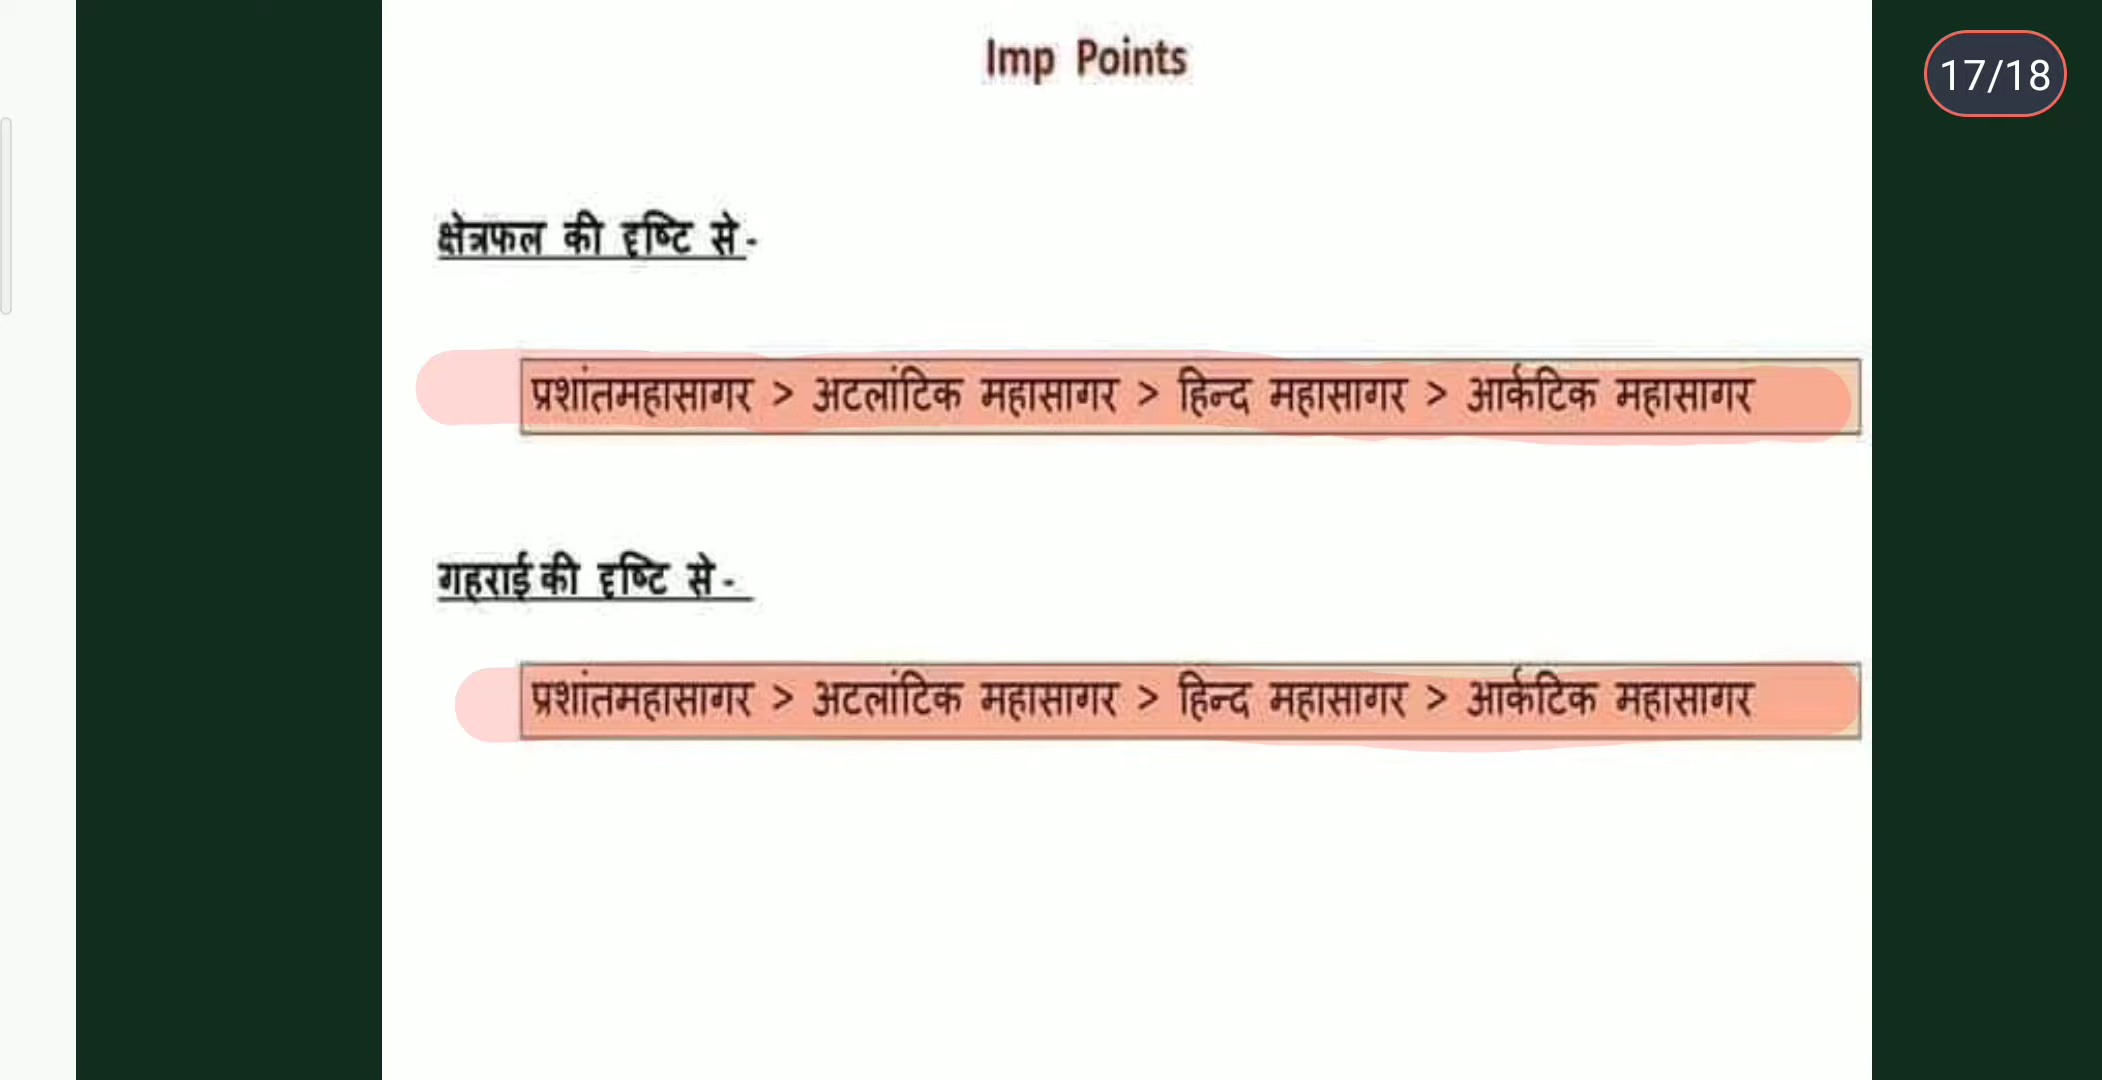 Imp Points
17/18
क्षेत्रफल की दृष्टि से -
प्रशांतमहासागर > अटलांटिक महासागर > हिन्द महासागर > आर्कटिक महासागर
गहराई की दृष्टि से -
प्रशांतमहासागर > अटलांटिक महासागर > हिन्द महासागर > आर्कटिक महासागर